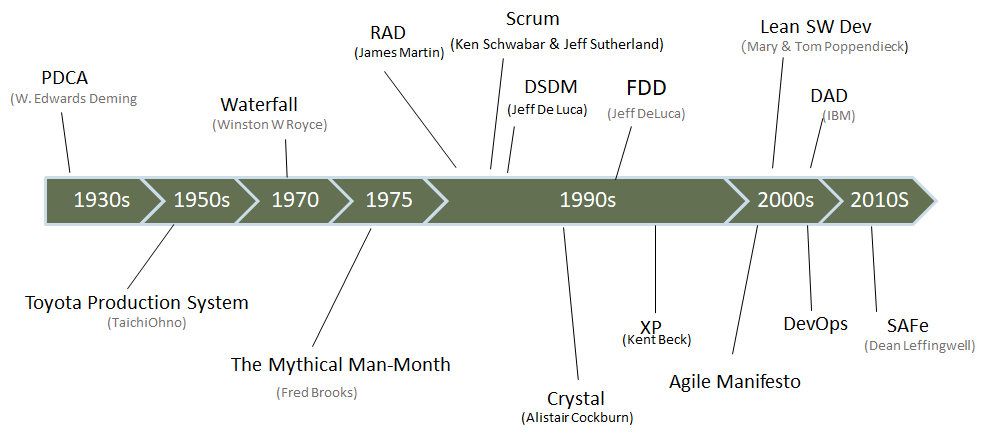 Scrum
Lean SW Dev
RAD
(Ken Schwabar & Jeff Sutherland)
(Mary & Tom Poppendieck)
(James Martin)
PDCA
DSDM
FDD
DAD
(W. Edwards Deming
Waterfall
(Jeff De Luca)
(Jeff DeLuca)
(IBM)
(Winston W Royce)
1930s
1950s
1970
1975
1990s
2000s
2010S
Toyota Production System
(TaichiOhno)
XP
(Kent Beck)
DevOps
SAFe
(Dean Leffingwell)
The Mythical Man-Month
(Fred Brooks)
Agile Manifesto
Crystal
(Alistair Cockburn)